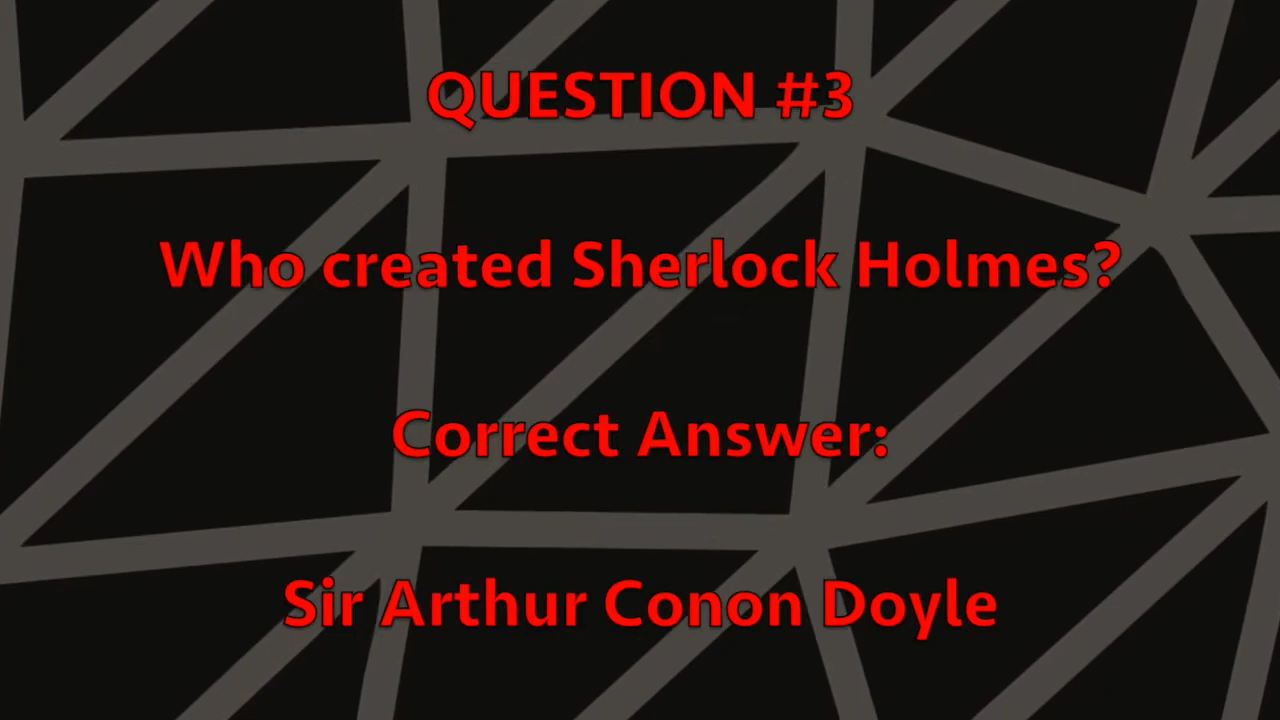 QUESTION #3
Who created Sherlock Holmes?
Correct Answer:
Sir Arthur Conon Doyle